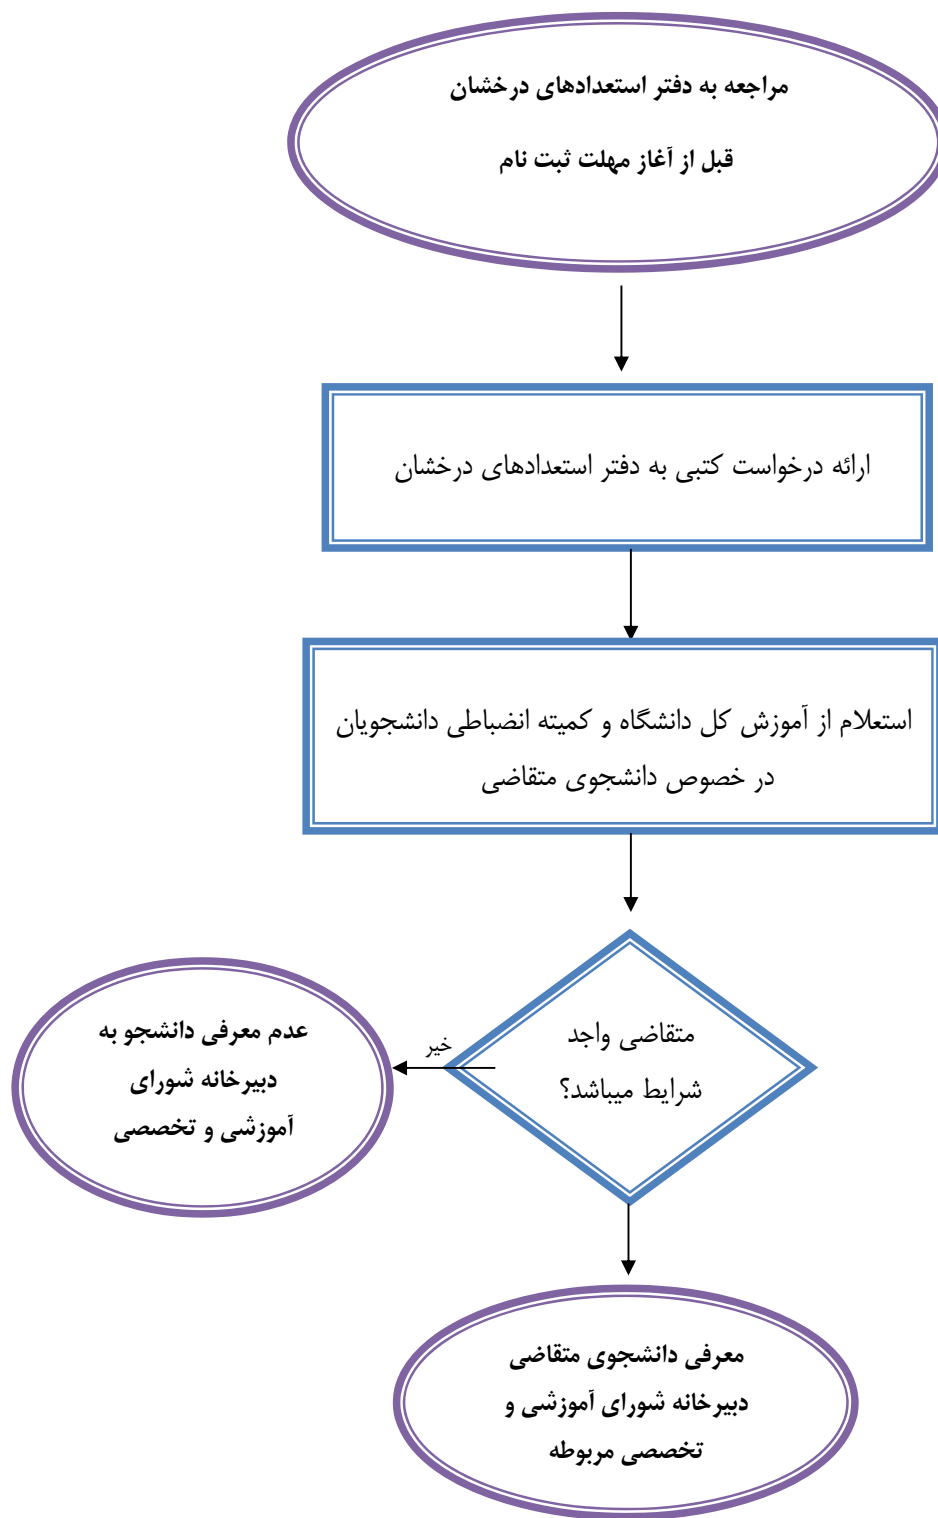 مراجعه به دفتر استعدادهای درخشان
قبل از آغاز مهلت ثبت نام
ارائه درخواست کتبی به دفتر استعدادهای درخشان
استعلام از آموزش کل دانشگاه و کمیته انضباطی دانشجویان
در خصوص دانشجوی متقاضی
متقاضی واجد
شرایط میباشد؟
خیر
عدم معرفی دانشجو به
دبیرخانه شورای
آموزشی و تخصصی
معرفی دانشجوی متقاضی
دبیرخانه شورای آموزشی و
تخصصی مربوطه